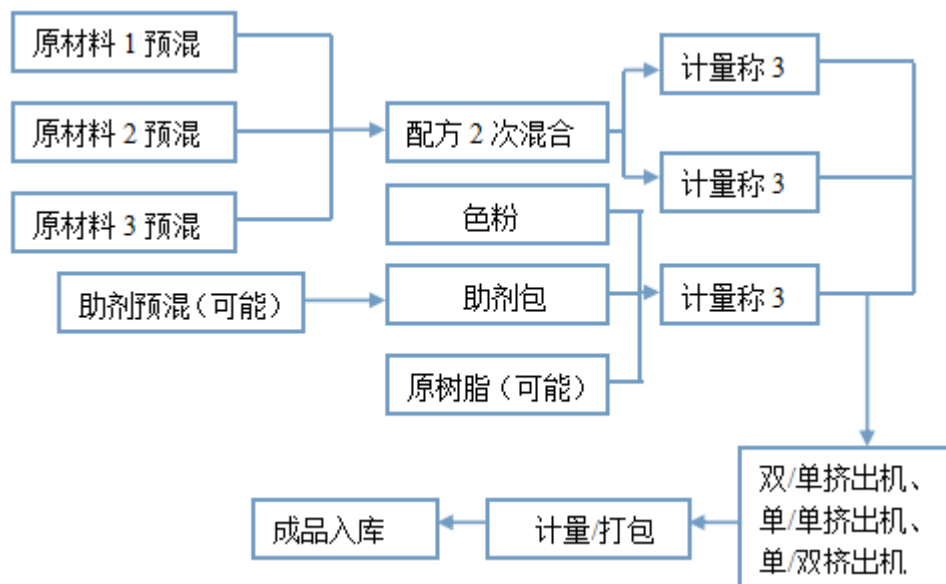 原材料 1 预混
计量称 3
原材料 2 预混
配方 2 次混合
计量称 3
原材料 3 预混
色粉
助剂预混（可能）
助剂包
计量称 3
原树脂（可能）
双/单挤出机、
单/单挤出机、
单/双挤出机
计量/打包
成品入库